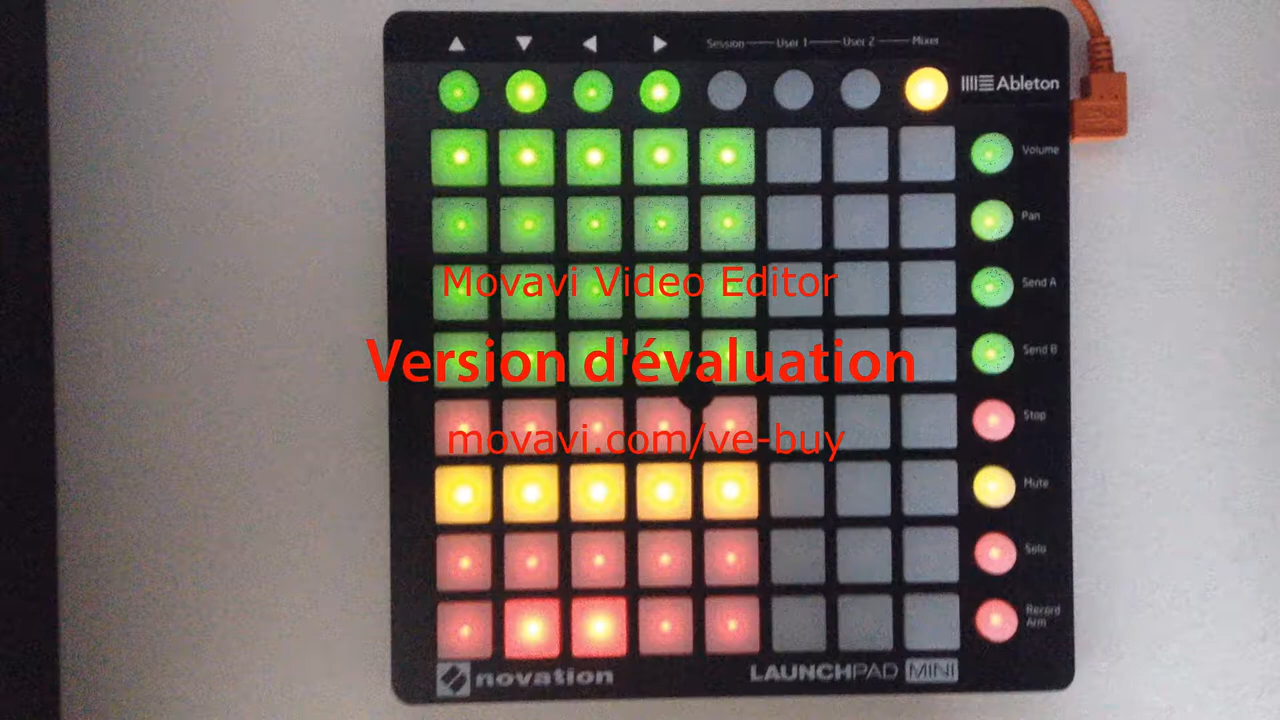 Session User 1 User 2 Mixer
Ableton
Volume
Pan
Send A
Movavi Video Editor
Send B
Version d'évaluation
Stop
movavi.com/ve-buy
Mute
Solo
Record
Arm
novation
LAUNCHPAD MINI